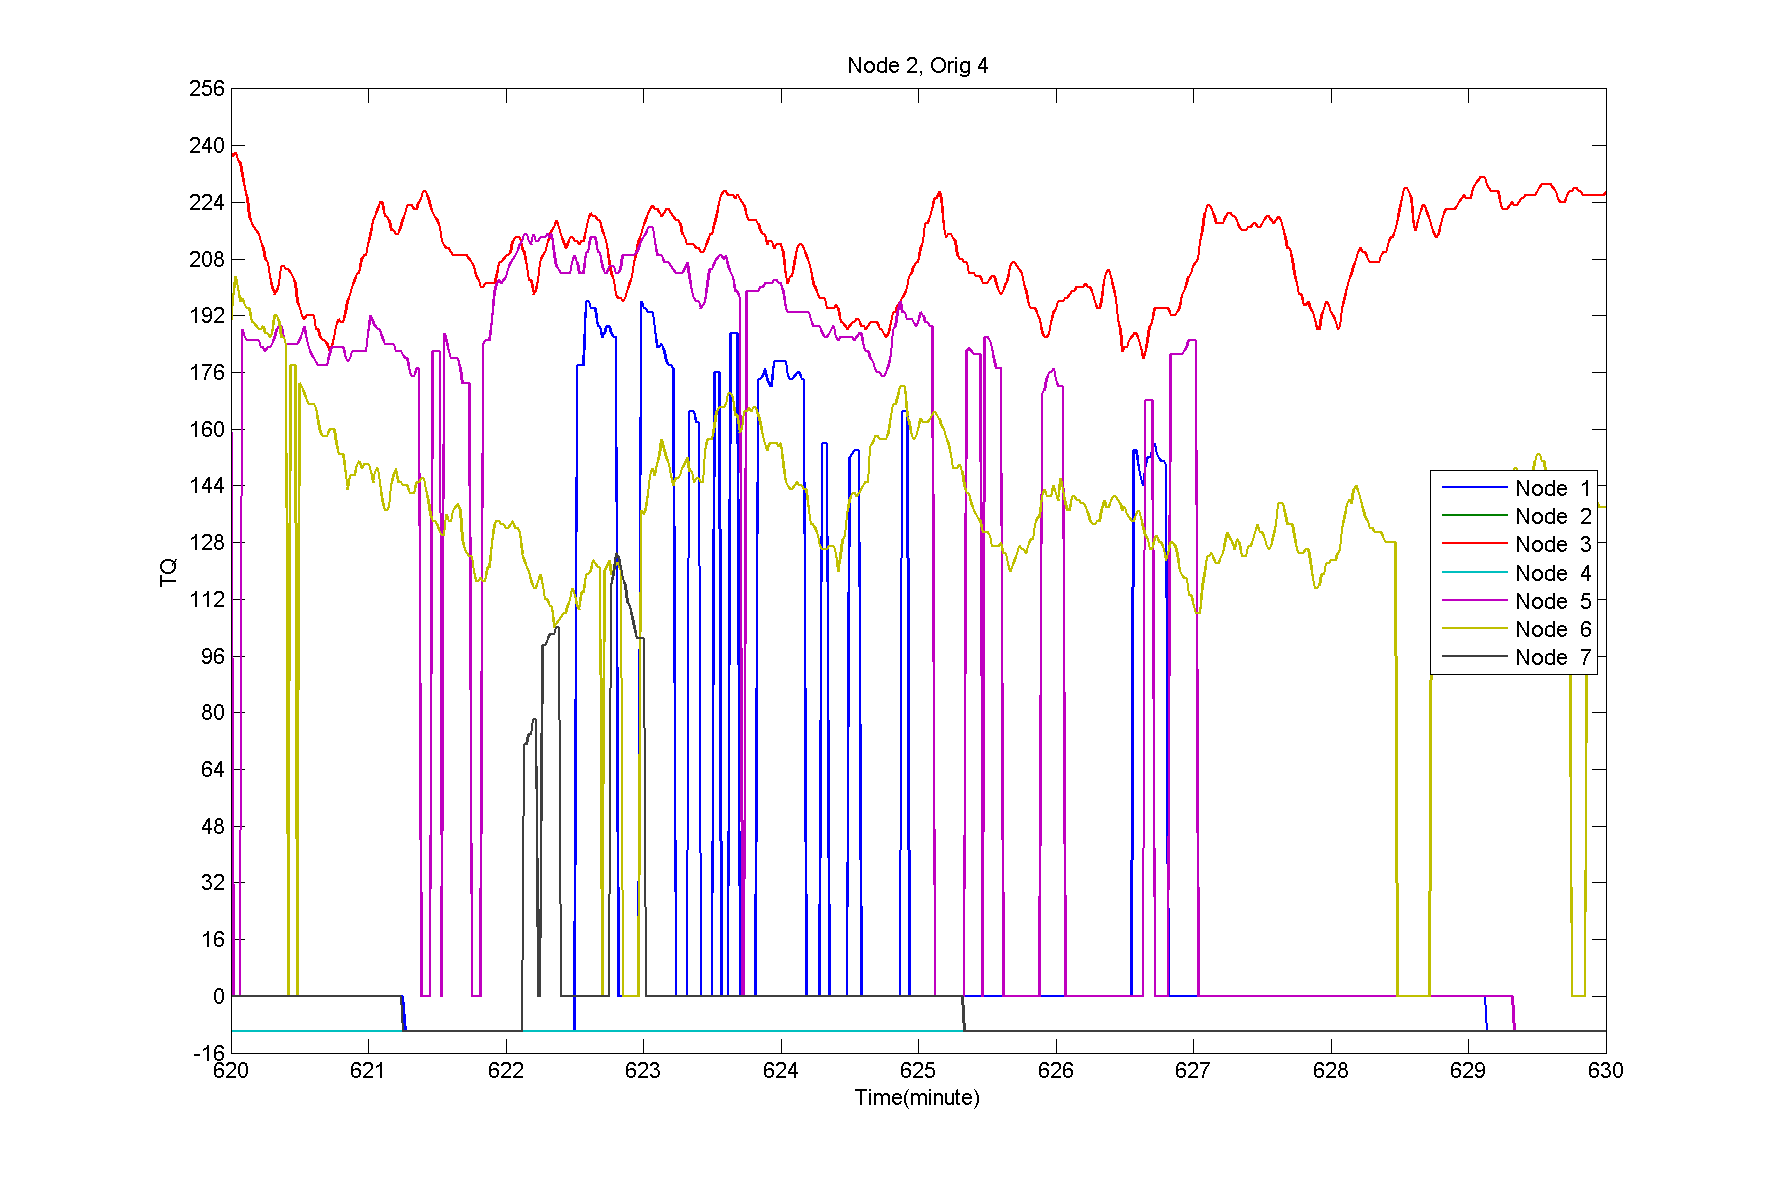 Node 2, Orig 4
256
240
224
208
192
176
160
144
128
112
96
80
64
48
32
16
0
-16
TQ
Node 1
Node 2
Node 3
Node 4
Node 5
Node 6
Node 7
620 621 622 623 624 625 626 627 628 629 630
Time(minute)